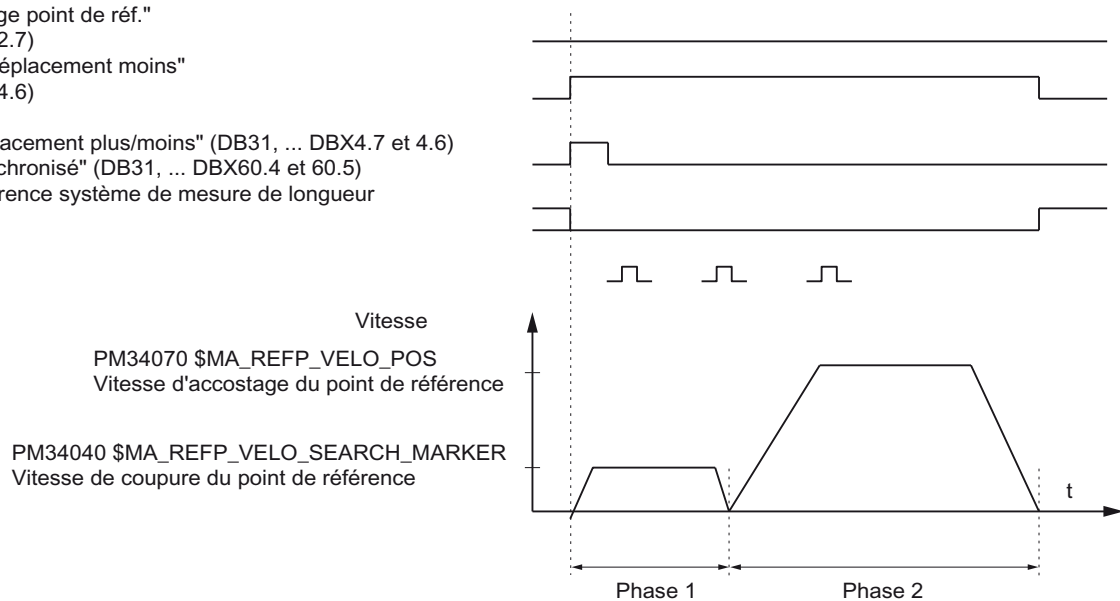 ge point de réf."
2.7)
éplacement moins"
4.6)
acement plus/moins" (DB31, ... DBX4.7 et 4.6)
chronisé" (DB31, ... DBX60.4 et 60.5)
rence système de mesure de longueur
Vitesse
PM34070 $MA_REFP_VELO_POS
Vitesse d'accostage du point de référence
PM34040 $MA_REFP_VELO_SEARCH_MARKER
Vitesse de coupure du point de référence
t
Phase 1 Phase 2